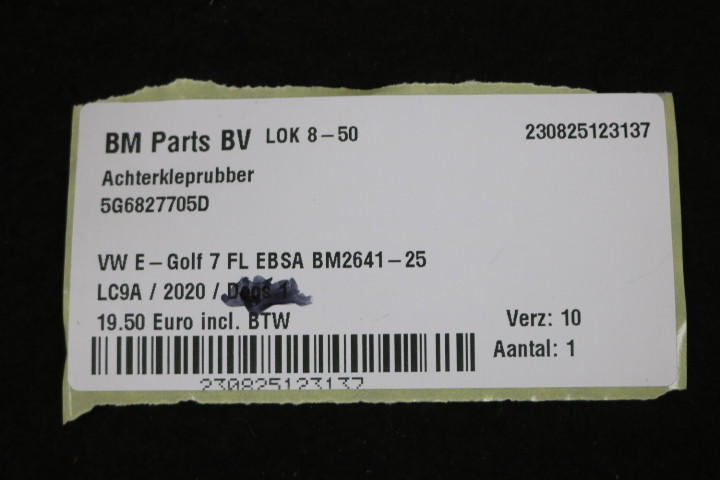 BM Parts BV LOK 8-50 230825123137
Achterkleprubber
5G6827705D
VW E-Golf 7 FL EBSA BM2641-25
LC9A / 2020 /
19.50 Euro incl. BTW Verz: 10
Aantal: 1
230825123137